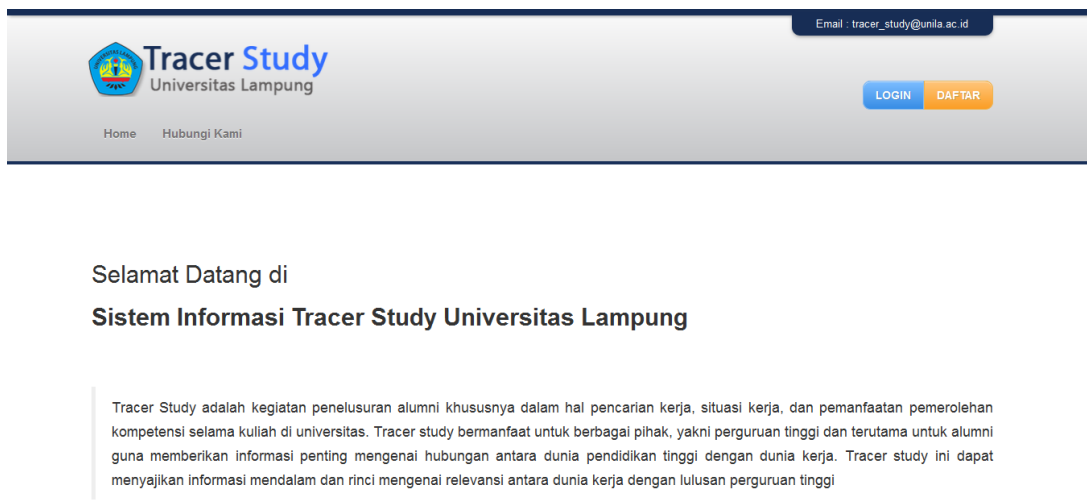 Email : tracer_study@unila.ac.id
Tracer Study
Universitas Lampung
LOGIN DAFTAR
Home Hubungi Kami
Selamat Datang di
Sistem Informasi Tracer Study Universitas Lampung
Tracer Study adalah kegiatan penelusuran alumni khususnya dalam hal pencarian kerja, situasi kerja, dan pemanfaatan pemerolehan
kompetensi selama kuliah di universitas. Tracer study bermanfaat untuk berbagai pihak, yakni perguruan tinggi dan terutama untuk alumni
guna memberikan informasi penting mengenai hubungan antara dunia pendidikan tinggi dengan dunia kerja. Tracer study ini dapat
menyajikan informasi mendalam dan rinci mengenai relevansi antara dunia kerja dengan lulusan perguruan tinggi